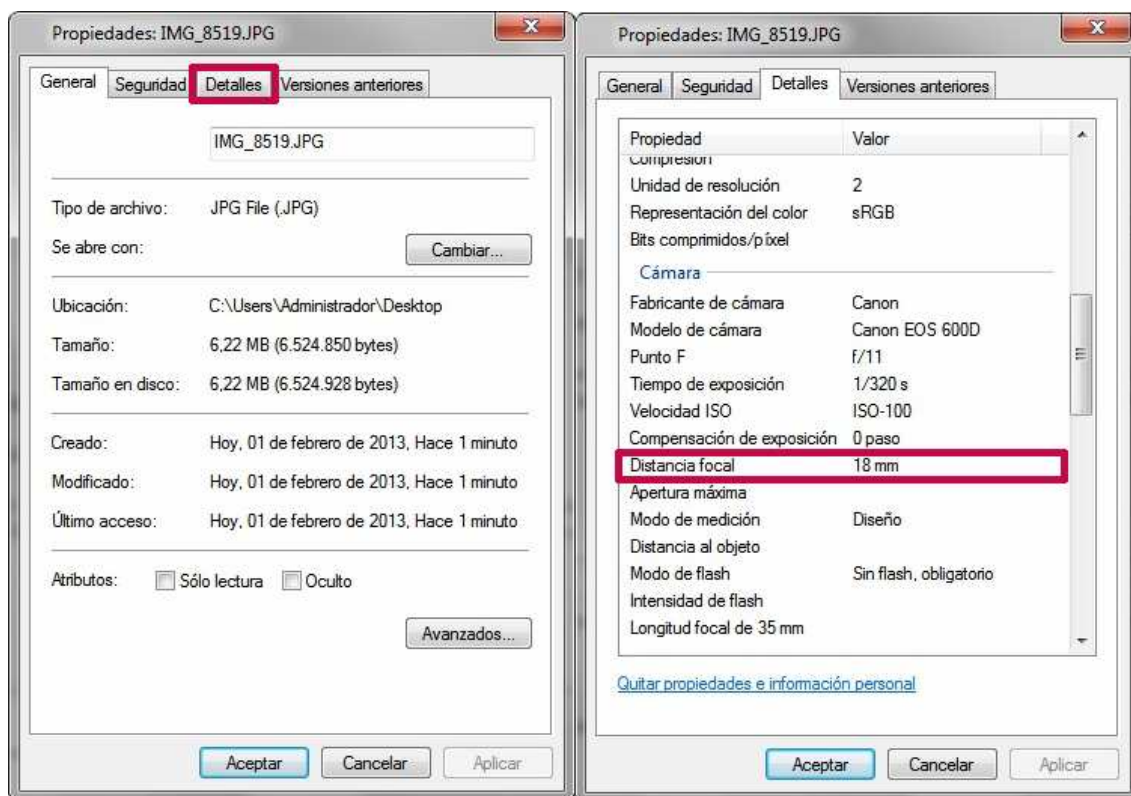 Propiedades: IMG_8519.JPG
General Seguridad Detalles Versiones anteriores
IMG_8519.JPG
Tipo de archivo: JPG File (.JPG)
Se abre con: Cambiar...
Ubicación: C:\Users\Administrador\Desktop
Tamaño: 6,22 MB (6.524.850 bytes)
Tamaño en disco: 6,22 MB (6.524.928 bytes)
Creado: Hoy, 01 de febrero de 2013, Hace 1 minuto
Modificado: Hoy, 01 de febrero de 2013, Hace 1 minuto
Último acceso: Hoy, 01 de febrero de 2013, Hace 1 minuto
Atributos: Sólo lectura Oculto
Avanzados...
Aceptar Cancelar Aplicar
Propiedades: IMG_8519.JPG
General Seguridad Detalles Versiones anteriores
Propiedad Valor
Compresión
Unidad de resolución 2
Representación del color sRGB
Bits comprimidos/píxel
Cámara
Fabricante de cámara Canon
Modelo de cámara Canon EOS 600D
Punto F f/11
Tiempo de exposición 1/320 s
Velocidad ISO ISO-100
Compensación de exposición 0 paso
Distancia focal 18 mm
Apertura máxima
Modo de medición Diseño
Distancia al objeto
Modo de flash Sin flash, obligatorio
Intensidad de flash
Longitud focal de 35 mm
Quitar propiedades e información personal
Aceptar Cancelar Aplicar